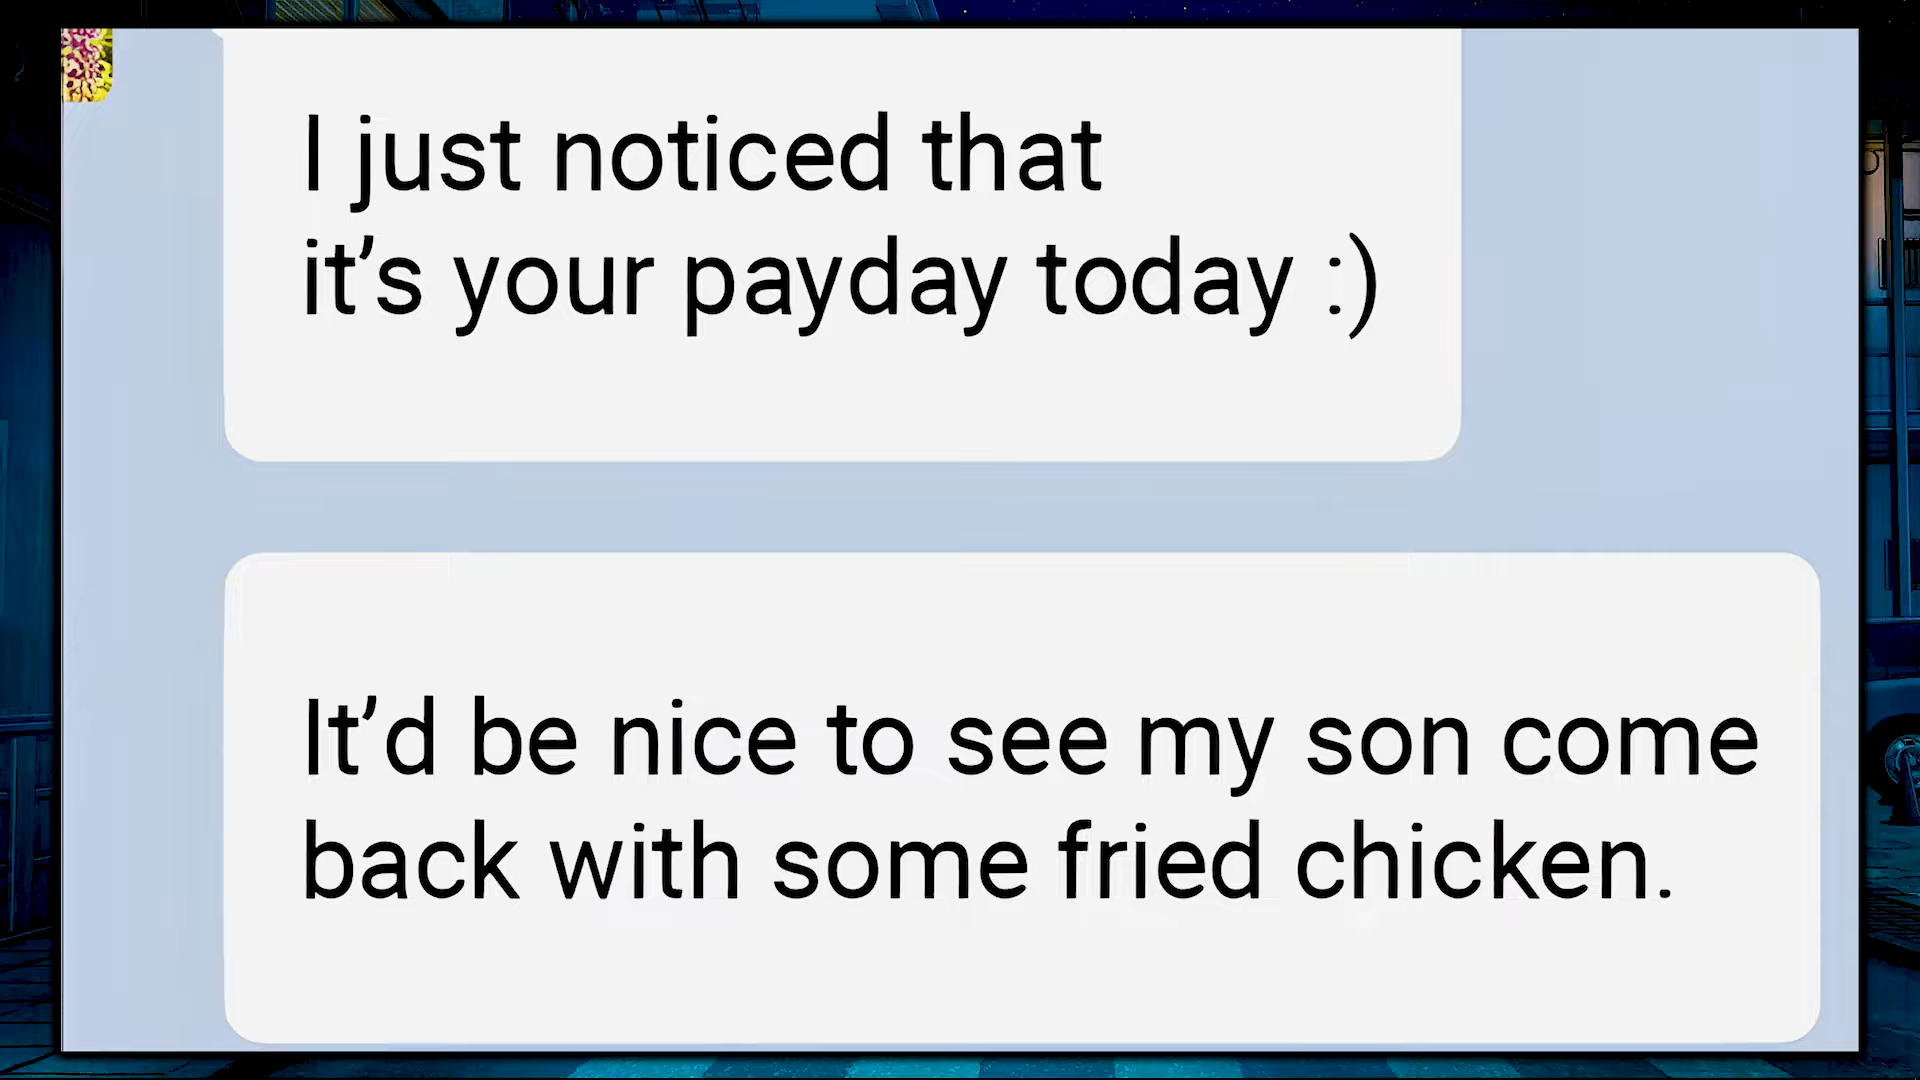 I just noticed that
it’s your payday today :)
It’d be nice to see my son come
back with some fried chicken.